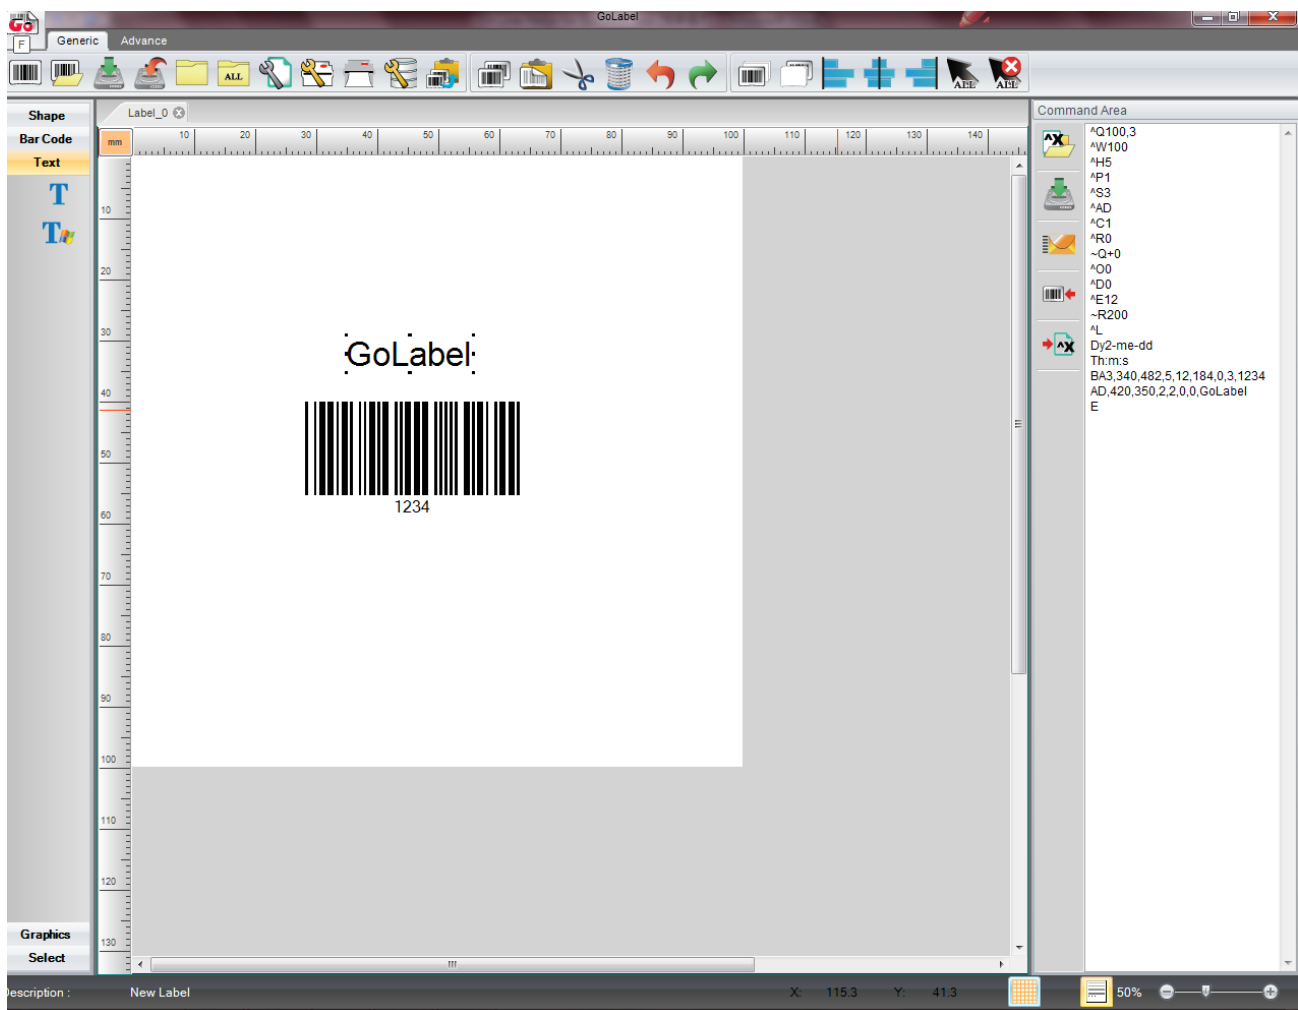 GoLabel
Go
F
Generic Advance
ALL
ALL
ALL
Shape
Bar Code
Text
T
T
Graphics
Select
Label_0
mm
10 20 30 40 50 60 70 80 90 100 110 120 130 140
10
20
30
40
50
60
70
80
90
100
110
120
130
GoLabel
1234
Command Area
^X
^X
^Q100,3
^W100
^H5
^P1
^S3
^AD
^C1
^R0
~Q+0
^O0
^D0
^E12
~R200
^L
Dy2-me-dd
Th:m:s
BA3,340,482,5,12,184,0,3,1234
AD,420,350,2,2,0,0,GoLabel
E
escription : New Label X: 115.3 Y: 41.3 50%